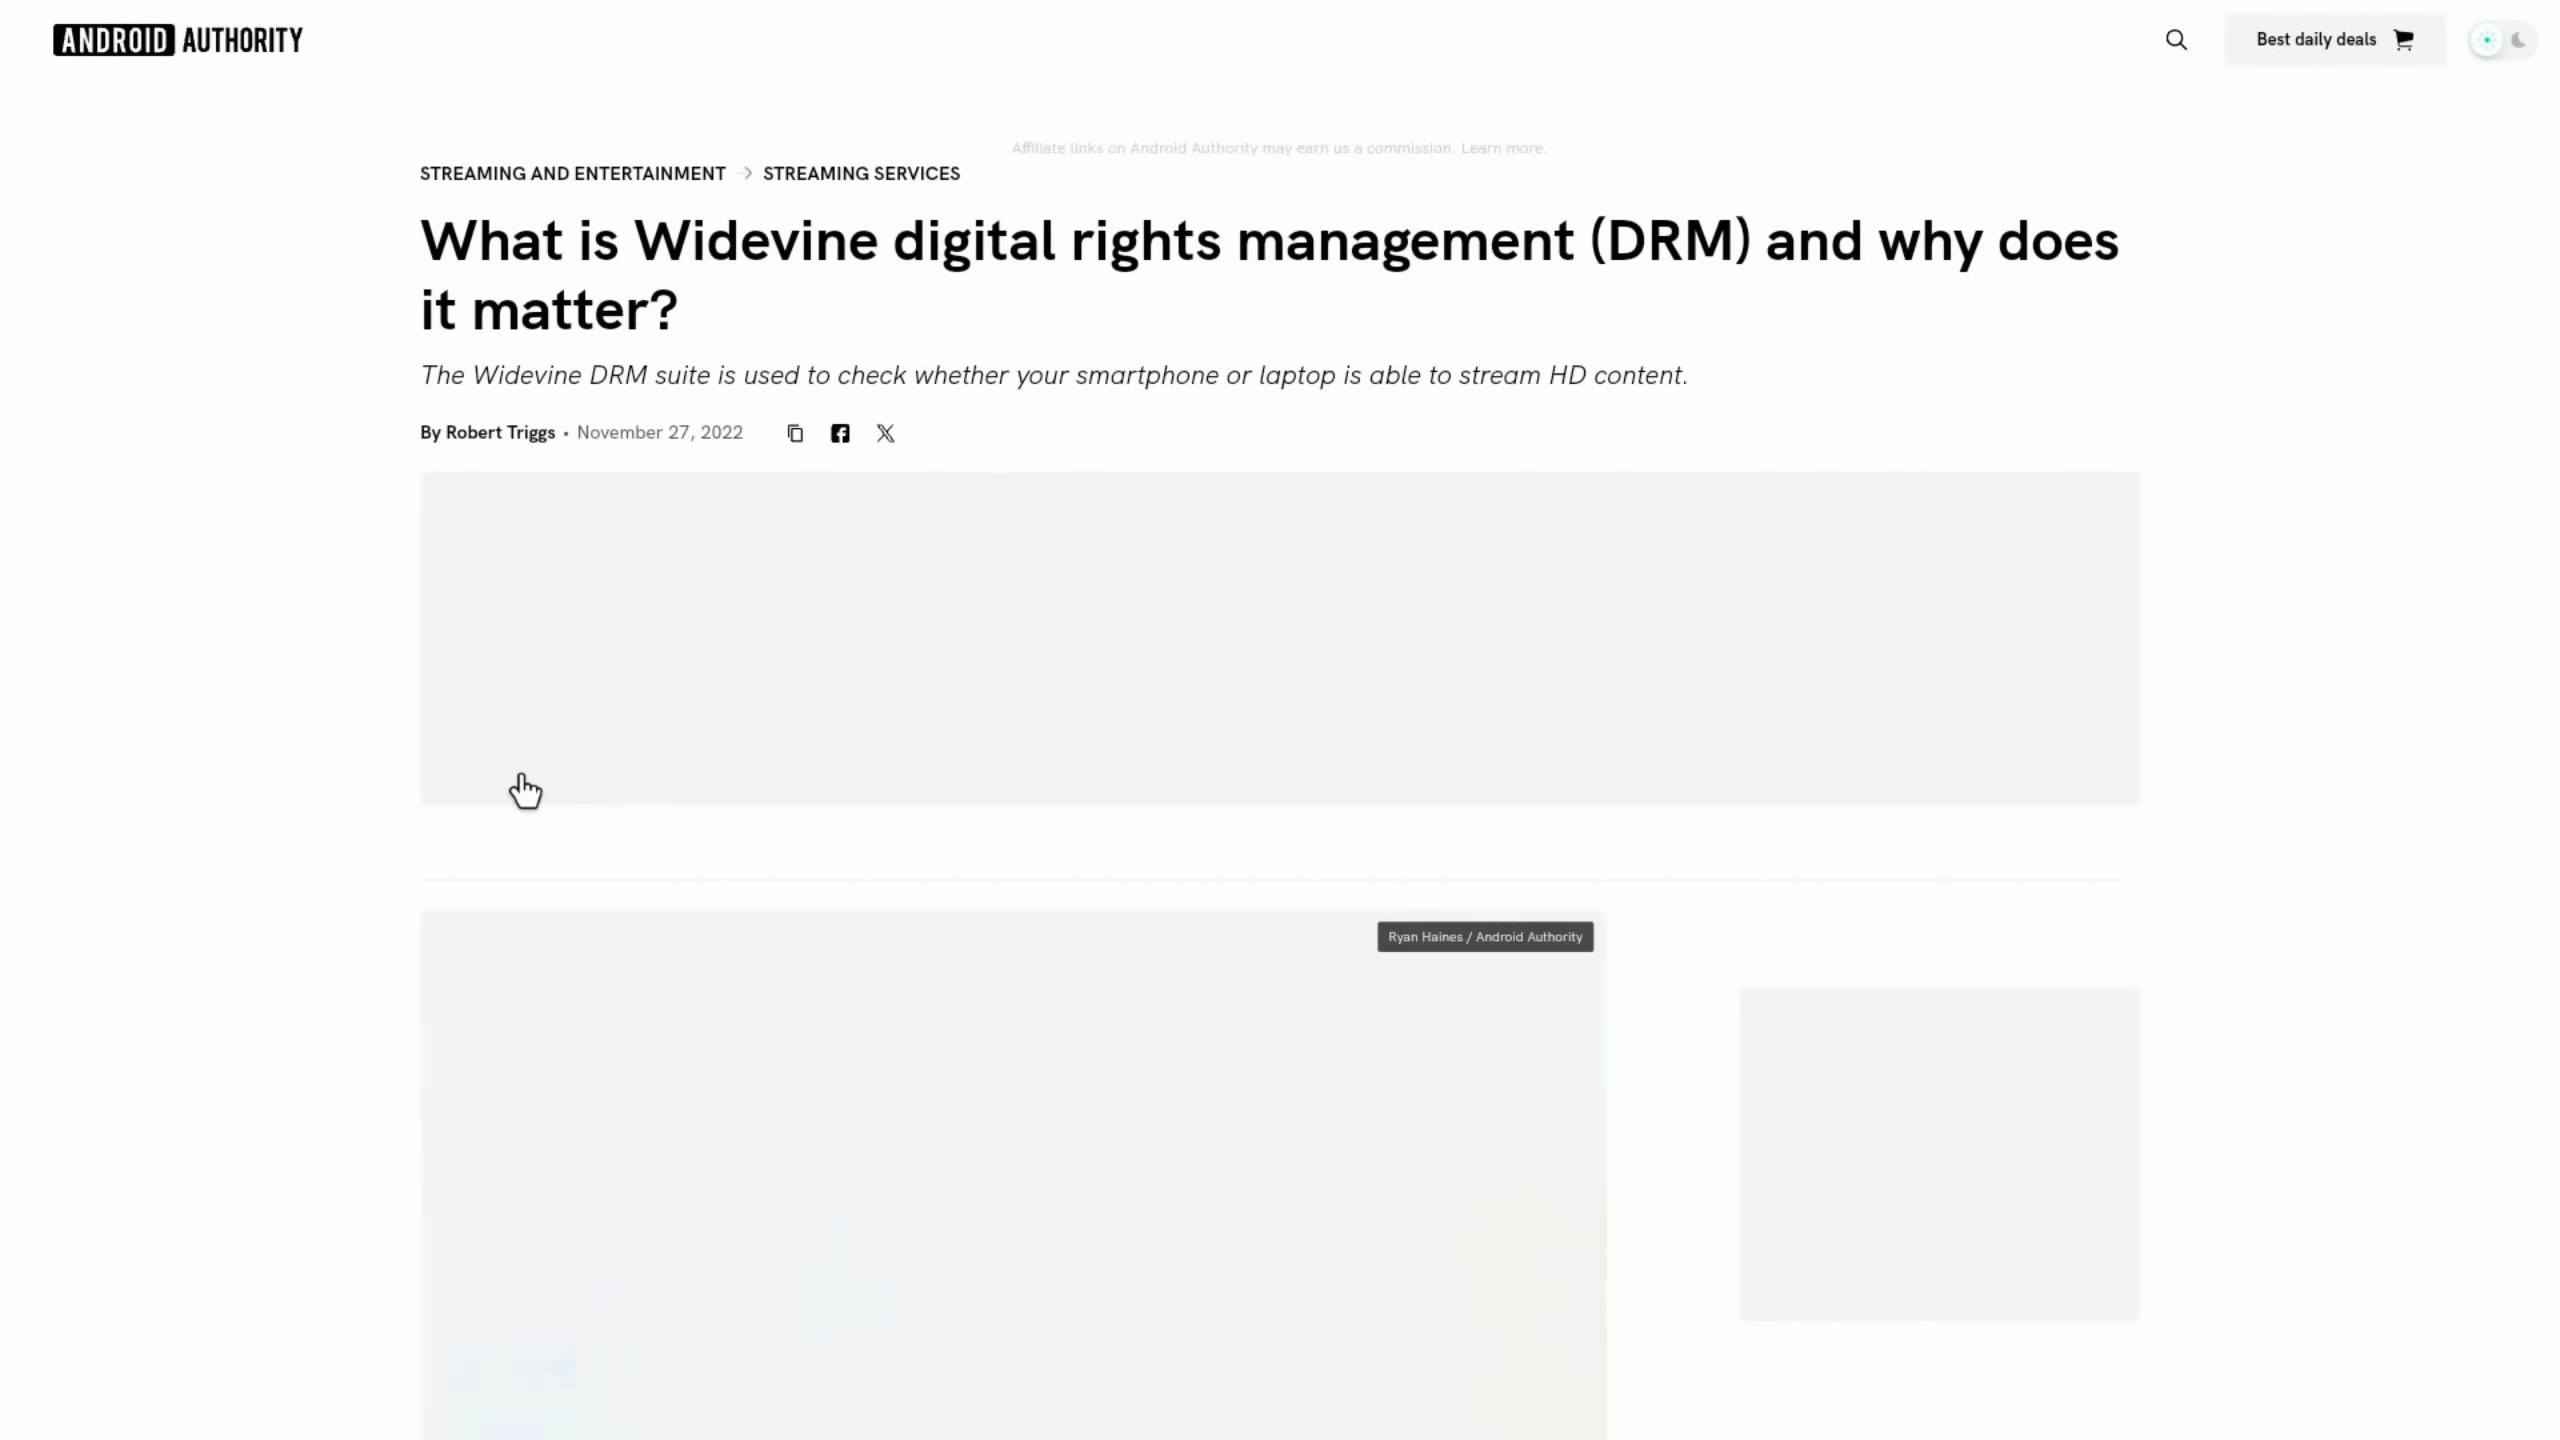 ANDROID AUTHORITY
Best daily deals
Affiliate links on Android Authority may earn us a commission. Learn more.
STREAMING AND ENTERTAINMENT → STREAMING SERVICES
What is Widevine digital rights management (DRM) and why does
it matter?
The Widevine DRM suite is used to check whether your smartphone or laptop is able to stream HD content.
By Robert Triggs • November 27, 2022
Ryan Haines / Android Authority